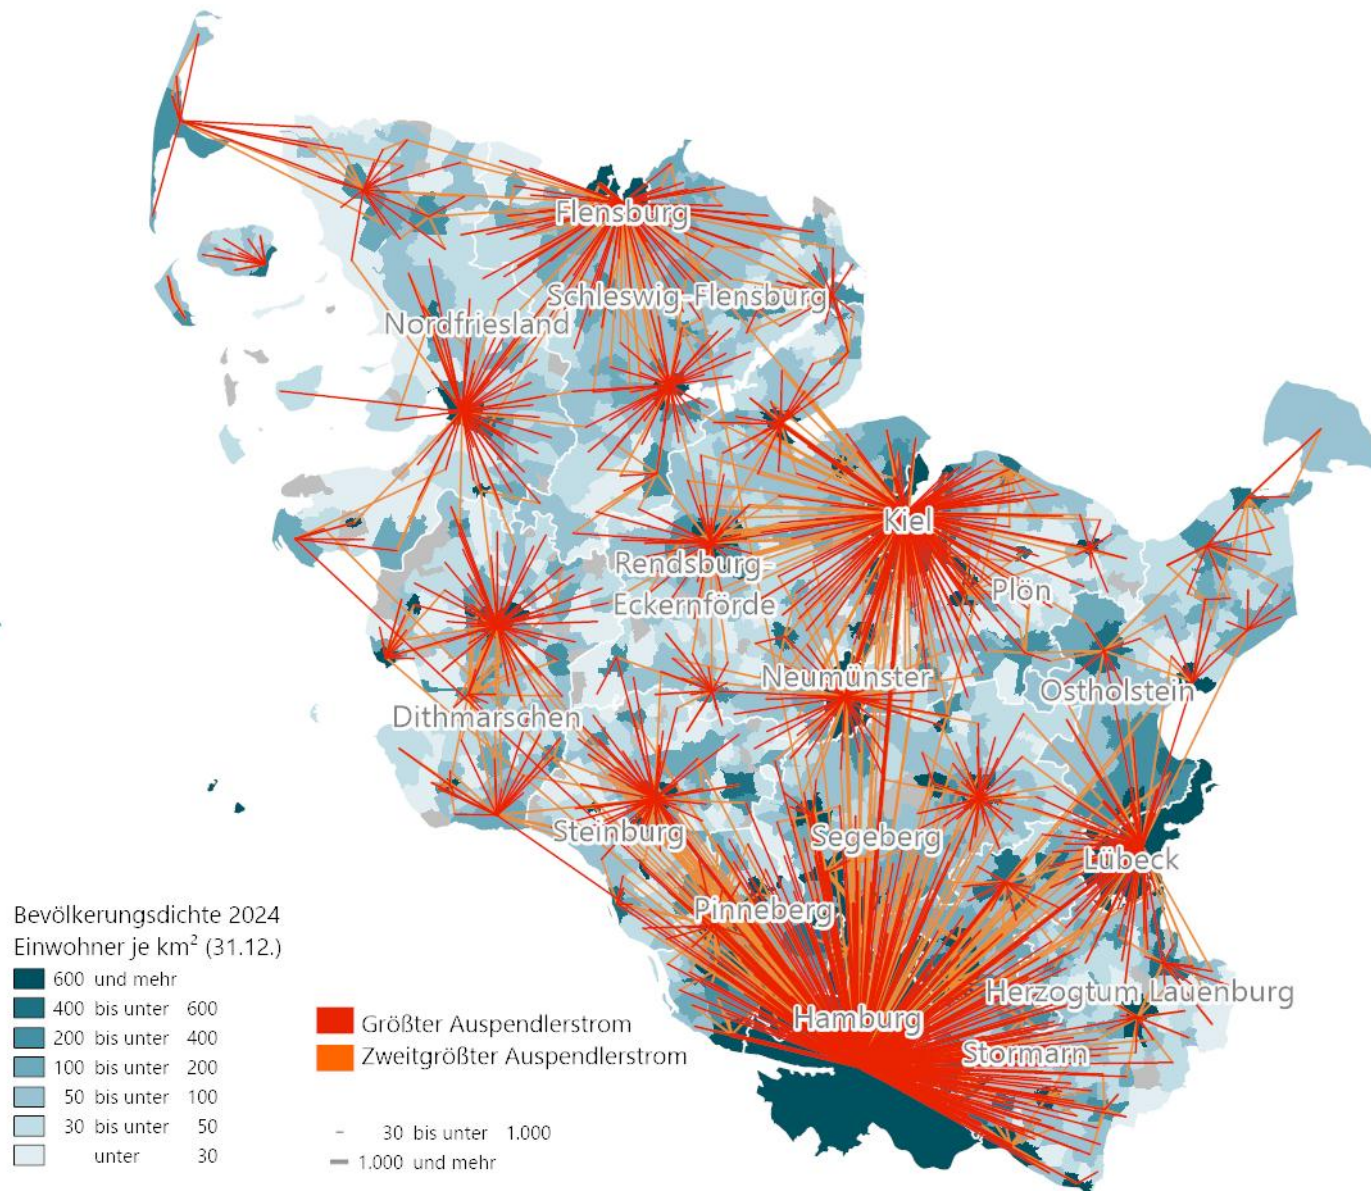 Flensburg
Schleswig-Flensburg
Nordfriesland
Kiel
Rendsburg-
Eckernförde
Plön
Neumünster
Ostholstein
Dithmarschen
Steinburg
Segeberg
Lübeck
Pinneberg
Herzogtum Lauenburg
Hamburg
Stormarn
Bevölkerungsdichte 2024
Einwohner je km² (31.12.)
600 und mehr
400 bis unter 600
200 bis unter 400
100 bis unter 200
50 bis unter 100
30 bis unter 50
unter 30
Größter Auspendlerstrom
Zweitgrößter Auspendlerstrom
30 bis unter 1.000
1.000 und mehr